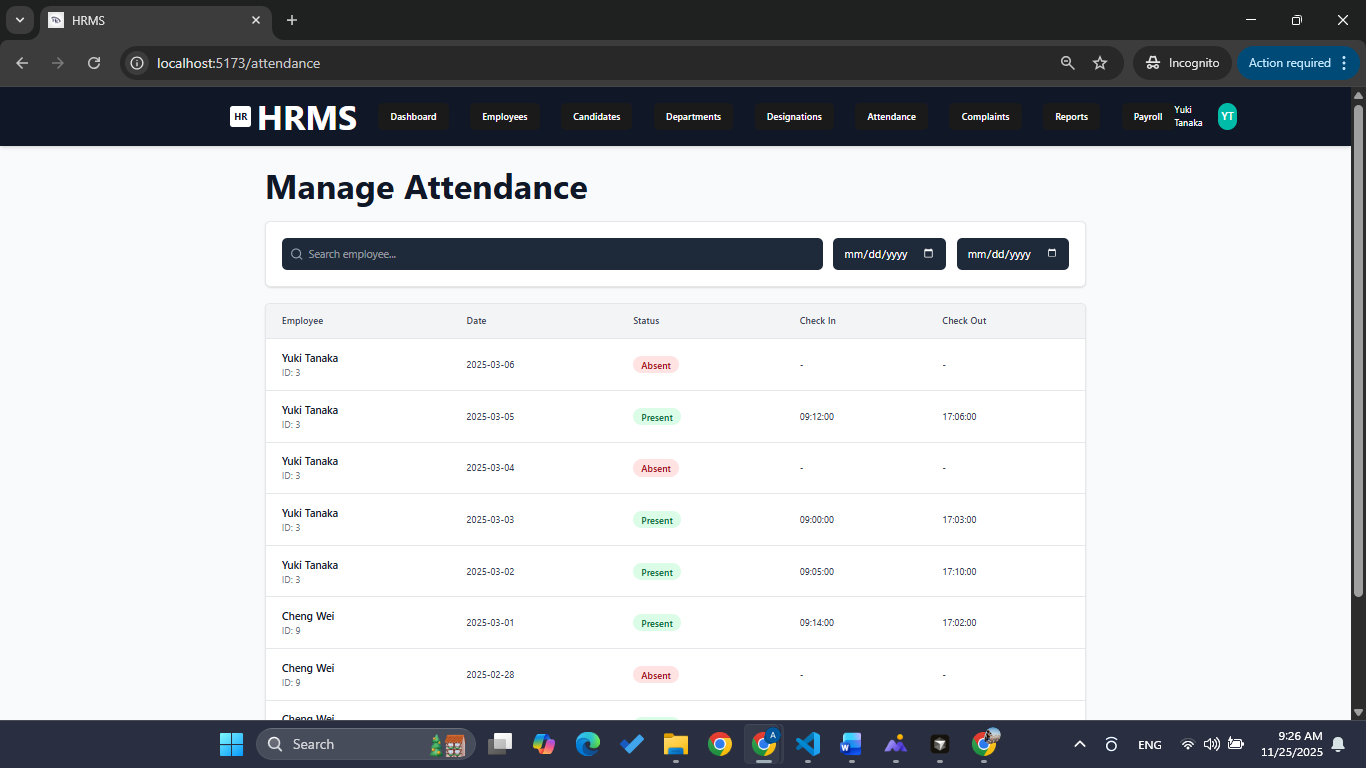 HRMS
localhost:5173/attendance
Incognito
Action required
HR HRMS Dashboard Employees Candidates Departments Designations Attendance Complaints Reports Payroll Yuki Tanaka YT
Manage Attendance
Search employee... mm/dd/yyyy mm/dd/yyyy
Employee Date Status Check In Check Out
Yuki Tanaka
ID: 3
2025-03-06 Absent - -
Yuki Tanaka
ID: 3
2025-03-05 Present 09:12:00 17:06:00
Yuki Tanaka
ID: 3
2025-03-04 Absent - -
Yuki Tanaka
ID: 3
2025-03-03 Present 09:00:00 17:03:00
Yuki Tanaka
ID: 3
2025-03-02 Present 09:05:00 17:10:00
Cheng Wei
ID: 9
2025-03-01 Present 09:14:00 17:02:00
Cheng Wei
ID: 9
2025-02-28 Absent - -
Cheng Wei
Search
ENG
9:26 AM
11/25/2025